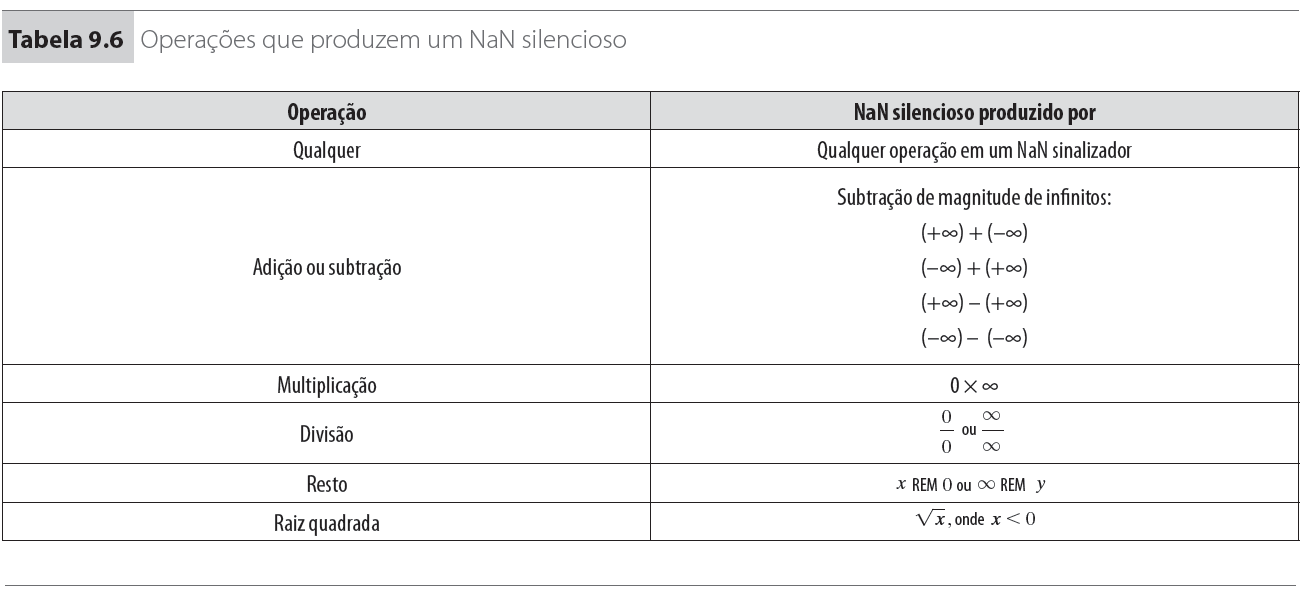 Tabela 9.6 Operações que produzem um NaN silencioso
Operação NaN silencioso produzido por
Qualquer Qualquer operação em um NaN sinalizador
Adição ou subtração
Subtração de magnitude de infinitos:
(+∞) + (−∞)
(−∞) + (+∞)
(+∞) − (+∞)
(−∞) − (−∞)
Multiplicação 0 × ∞
Divisão 0/0 ou ∞/∞
Resto x REM 0 ou ∞ REM y
Raiz quadrada √x, onde x < 0